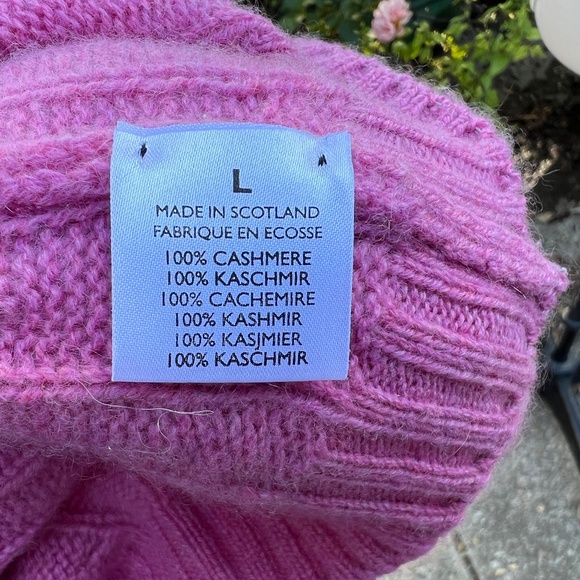 L
MADE IN SCOTLAND
FABRIQUE EN ECOSSE
100% CASHMERE
100% KASCHMIR
100% CACHEMIRE
100% KASHMIR
100% KASJMIER
100% KASCHMIR